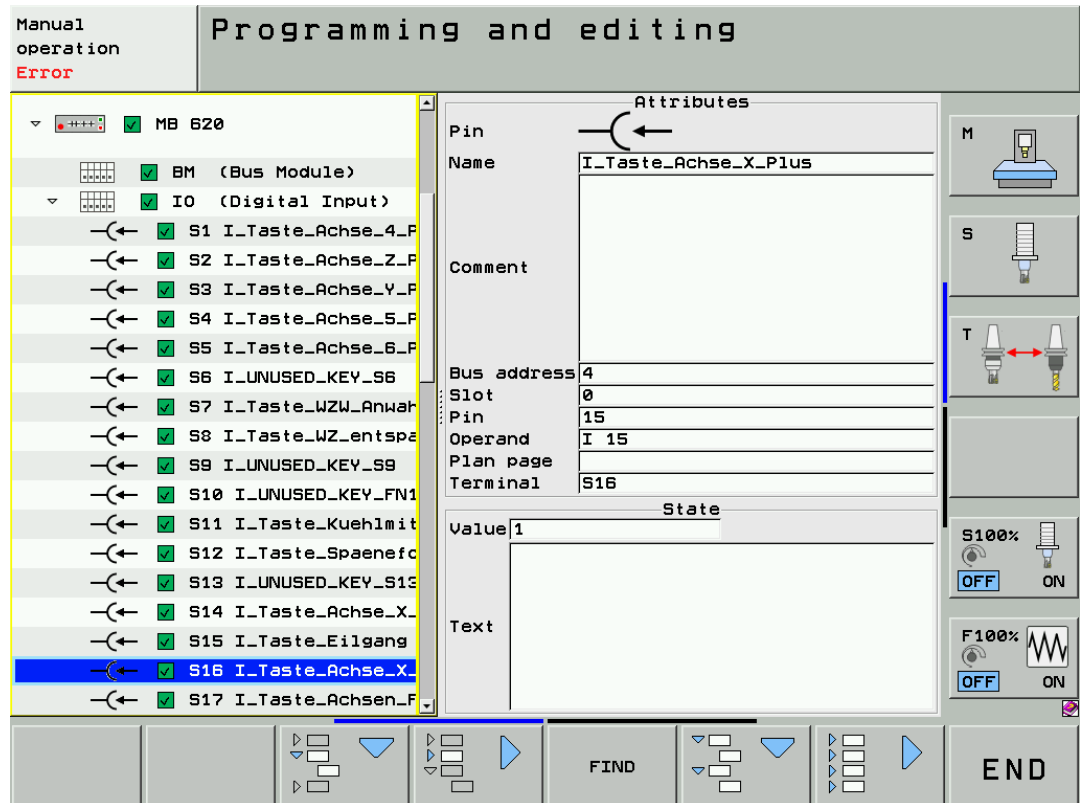 Manual
operation
Error
Programming and editing
MB 620
BM (Bus Module)
IO (Digital Input)
S1 I_Taste_Achse_4_P
S2 I_Taste_Achse_Z_P
S3 I_Taste_Achse_Y_P
S4 I_Taste_Achse_5_P
S5 I_Taste_Achse_6_P
S6 I_UNUSED_KEY_S6
S7 I_Taste_WZW_Anwah
S8 I_Taste_WZ_entspa
S9 I_UNUSED_KEY_S9
S10 I_UNUSED_KEY_FN1
S11 I_Taste_Kuehlmit
S12 I_Taste_Spaenefo
S13 I_UNUSED_KEY_S13
S14 I_Taste_Achse_X_
S15 I_Taste_Eilgang
S16 I_Taste_Achse_X_
S17 I_Taste_Achsen_F
Attributes
Pin
Name I_Taste_Achse_X_Plus
Comment
Bus address 4
Slot 0
Pin 15
Operand I 15
Plan page
Terminal S16
State
Value 1
Text
M
S
T
S100%
OFF ON
F100%
OFF ON
FIND
END